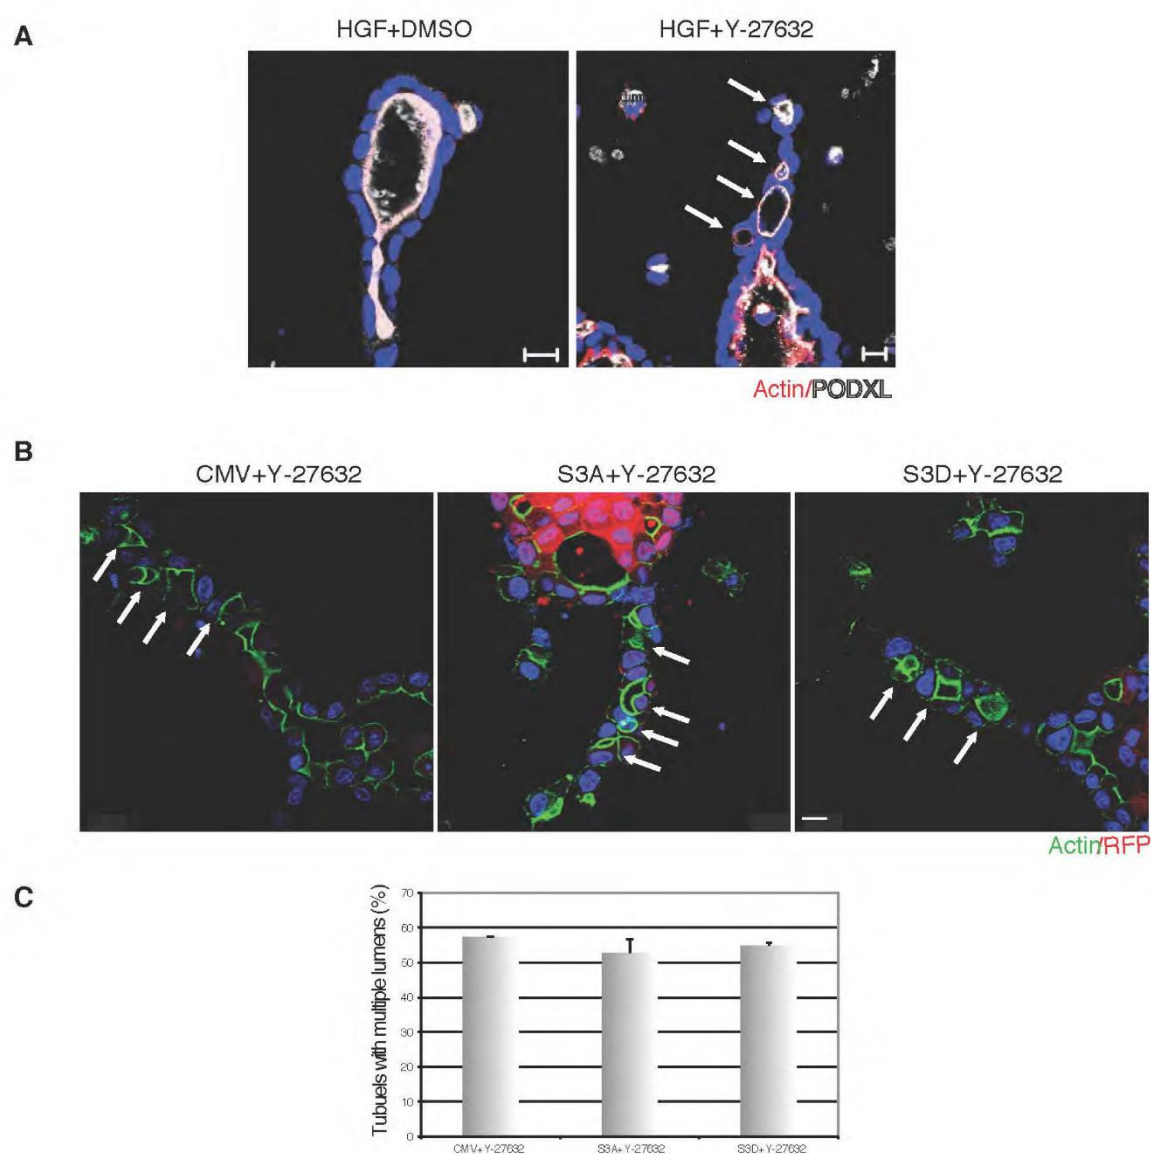 A
HGF+DMSO
HGF+Y-27632
Actin/PODXL
B
CMV+Y-27632
S3A+Y-27632
S3D+Y-27632
Actin/RFP
C
Tubuels with multiple lumens (%)
70
60
50
40
30
20
10
0
CMV+Y-27632
S3A+Y-27632
S3D+Y-27632